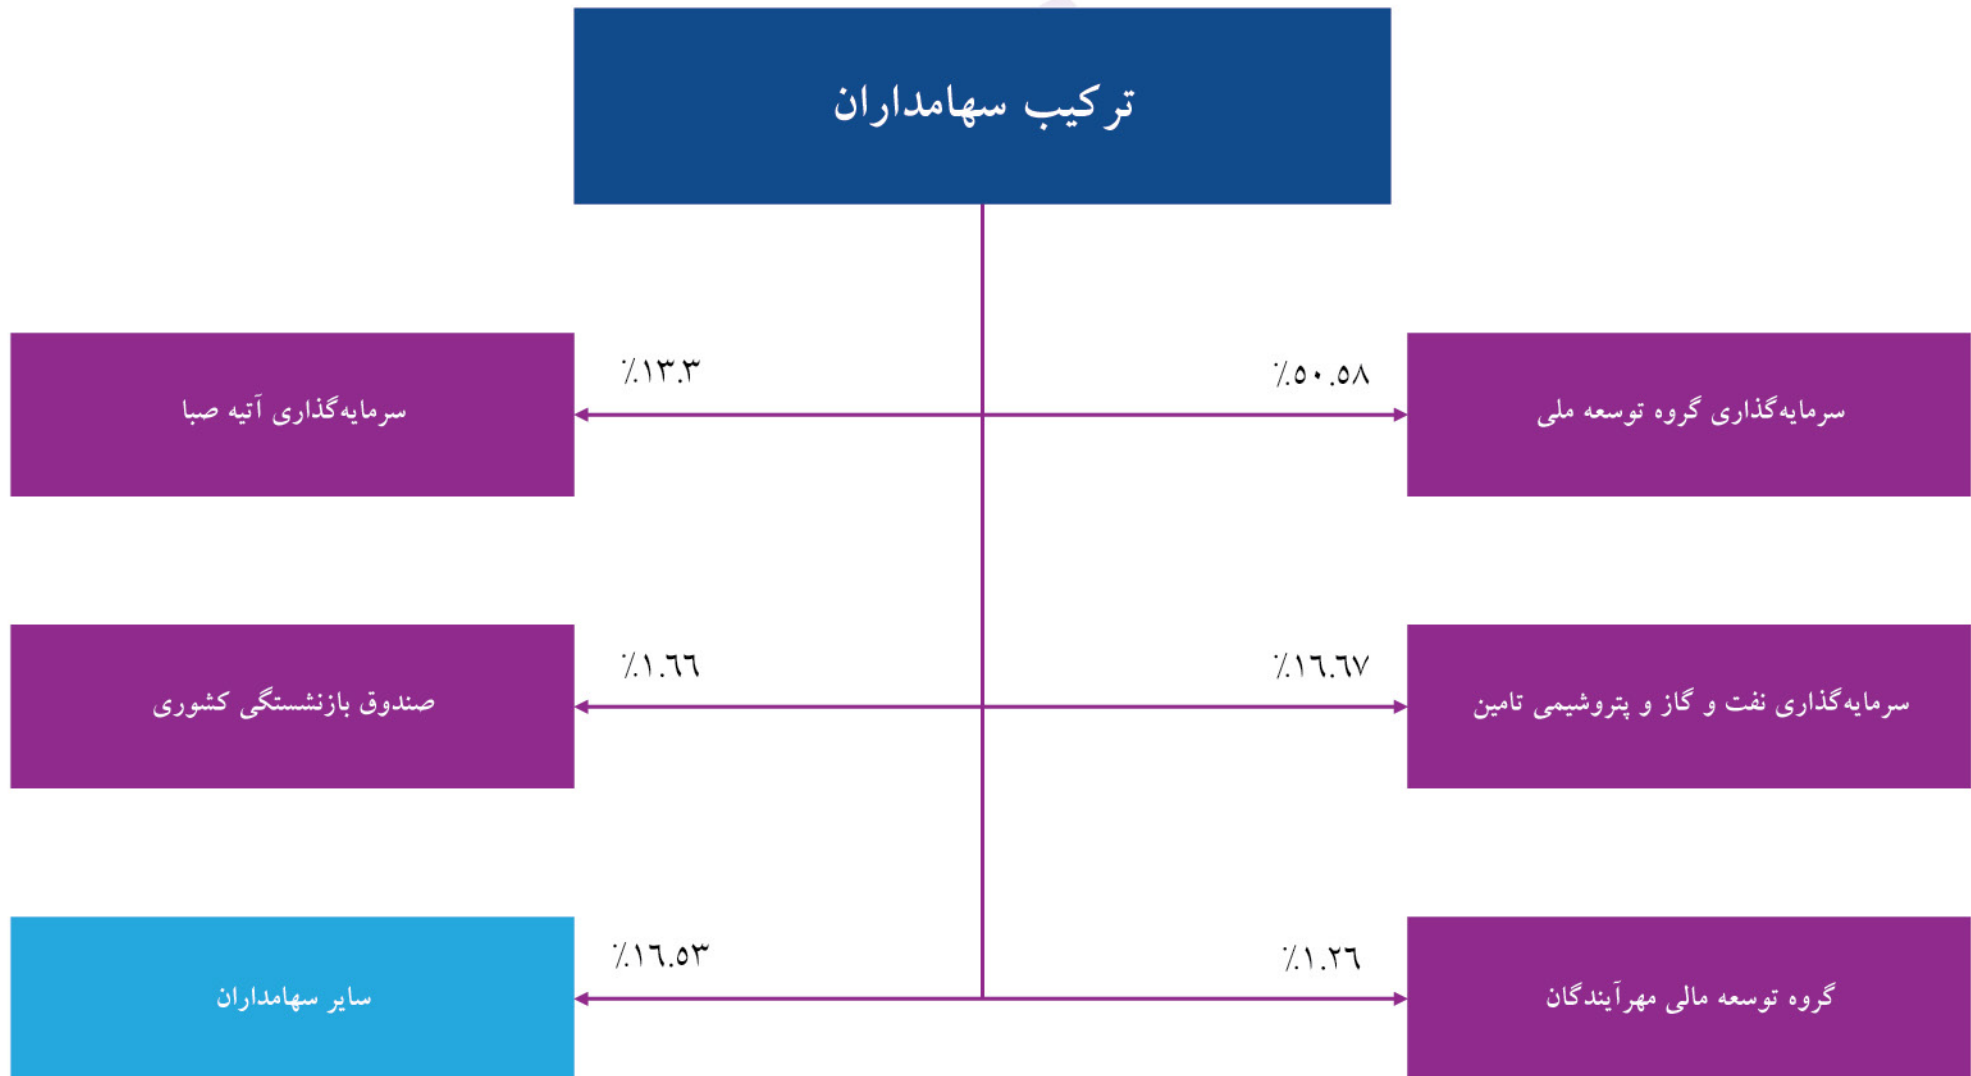 ترکیب سهامداران
٪۵۰.۵۸
سرمایه‌گذاری گروه توسعه ملی
٪۱۳.۳
سرمایه‌گذاری آتیه صبا
٪۱٦.٦۷
سرمایه‌گذاری نفت و گاز و پتروشیمی تامین
٪۱.٦٦
صندوق بازنشستگی کشوری
٪۱.۲٦
گروه توسعه مالی مهرآیندگان
٪۱٦.۵۳
سایر سهامداران